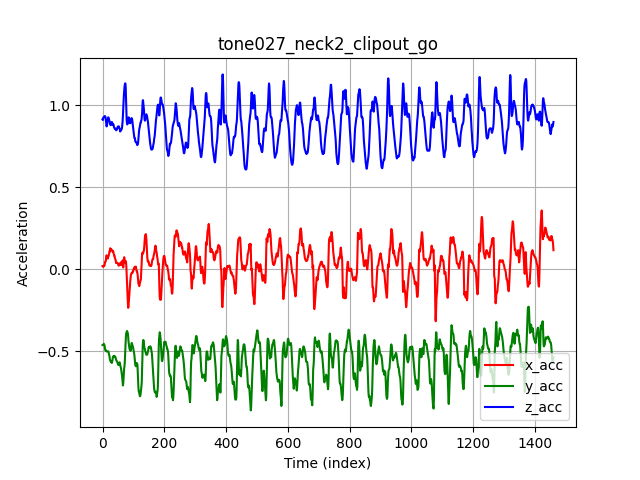 tone027_neck2_clipout_go
Acceleration
1.0
0.5
0.0
−0.5
0 200 400 600 800 1000 1200 1400
Time (index)
x_acc
y_acc
z_acc